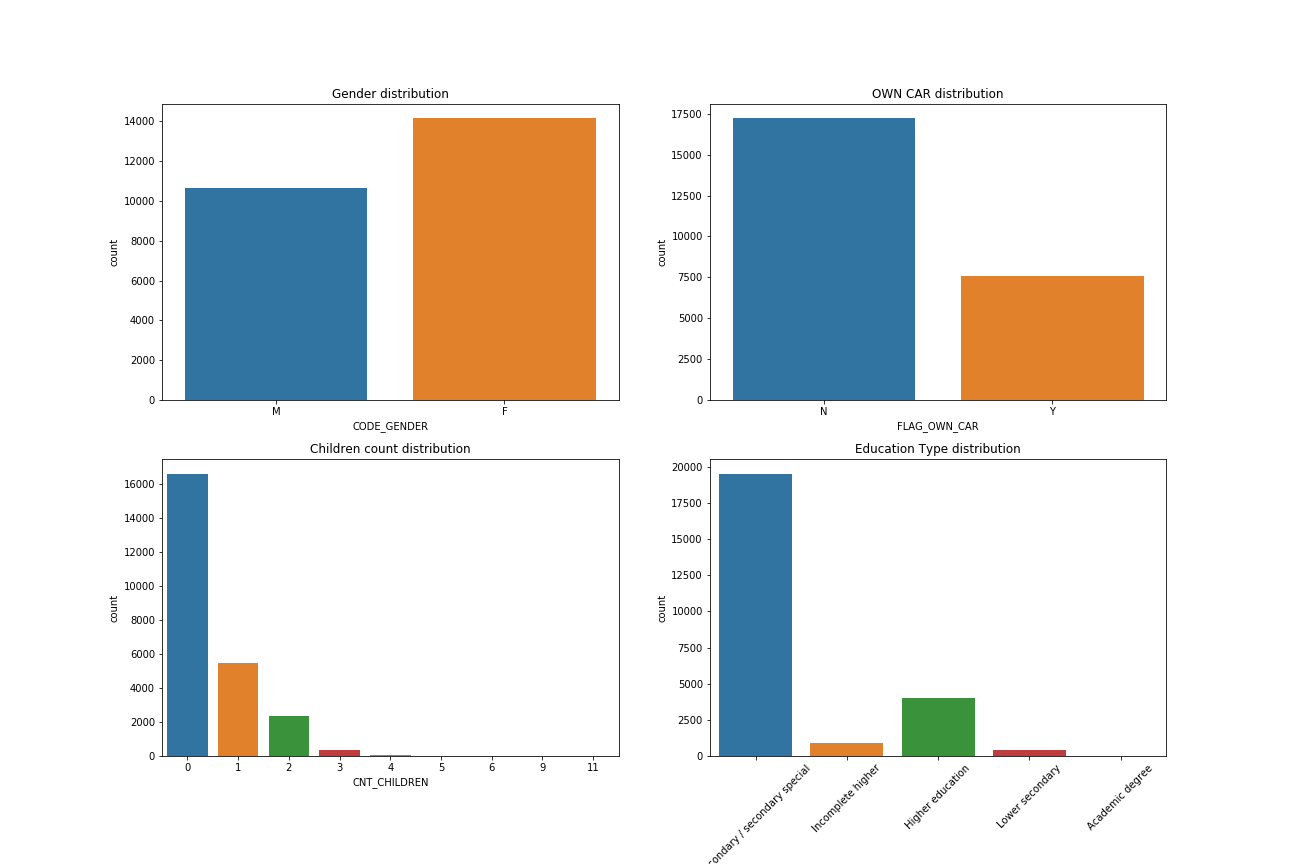 Gender distribution
14000
12000
10000
8000
6000
4000
2000
0
count
M F
CODE_GENDER
OWN CAR distribution
17500
15000
12500
10000
7500
5000
2500
0
count
N Y
FLAG_OWN_CAR
Children count distribution
16000
14000
12000
10000
8000
6000
4000
2000
0
count
0 1 2 3 4 5 6 9 11
CNT_CHILDREN
Education Type distribution
20000
17500
15000
12500
10000
7500
5000
2500
0
count
condary / secondary special
Incomplete higher
Higher education
Lower secondary
Academic degree